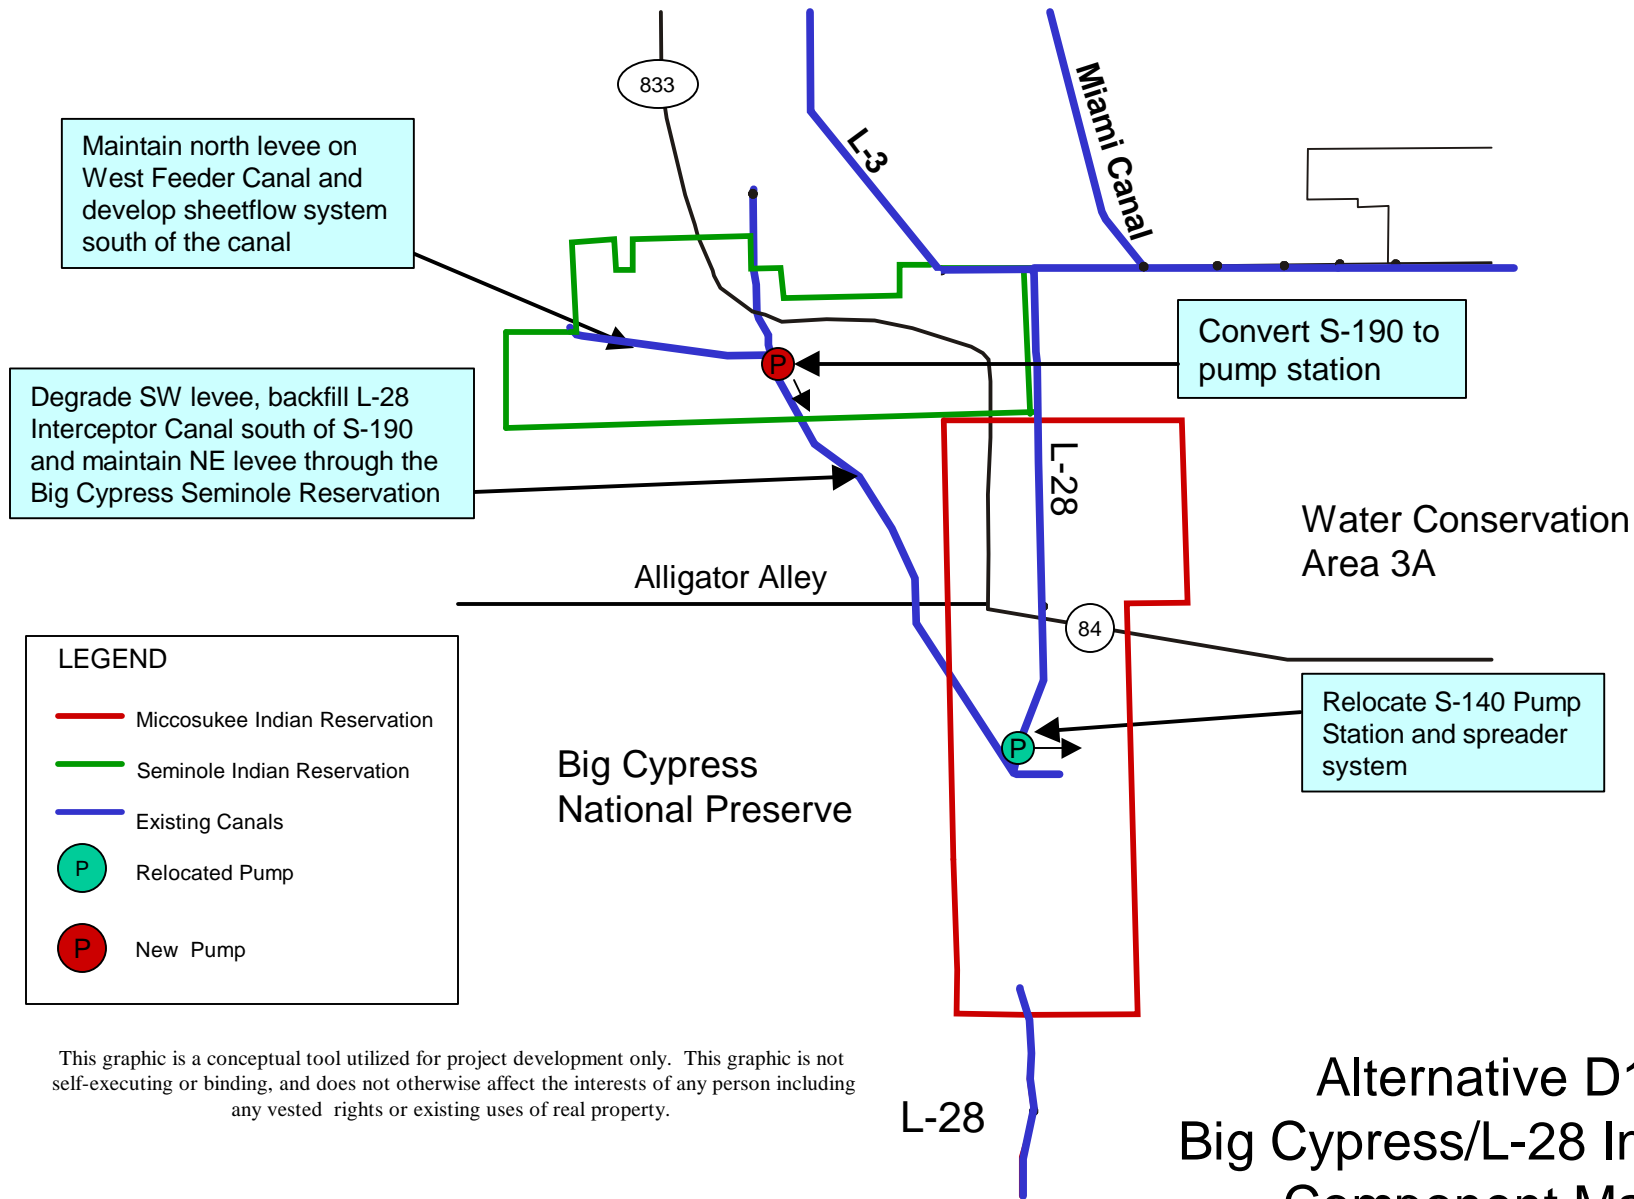 833
Maintain north levee on
West Feeder Canal and
develop sheetflow system
south of the canal
L-3
Miami Canal
Convert S-190 to
pump station
P
Degrade SW levee, backfill L-28
Interceptor Canal south of S-190
and maintain NE levee through the
Big Cypress Seminole Reservation
L-28
Water Conservation
Area 3A
Alligator Alley
84
LEGEND
Miccosukee Indian Reservation
Seminole Indian Reservation
Existing Canals
P Relocated Pump
P New Pump
Relocate S-140 Pump
Station and spreader
system
P
Big Cypress
National Preserve
This graphic is a conceptual tool utilized for project development only. This graphic is not
self-executing or binding, and does not otherwise affect the interests of any person including
any vested rights or existing uses of real property.
L-28
Alternative D1
Big Cypress/L-28 In
Component Ma